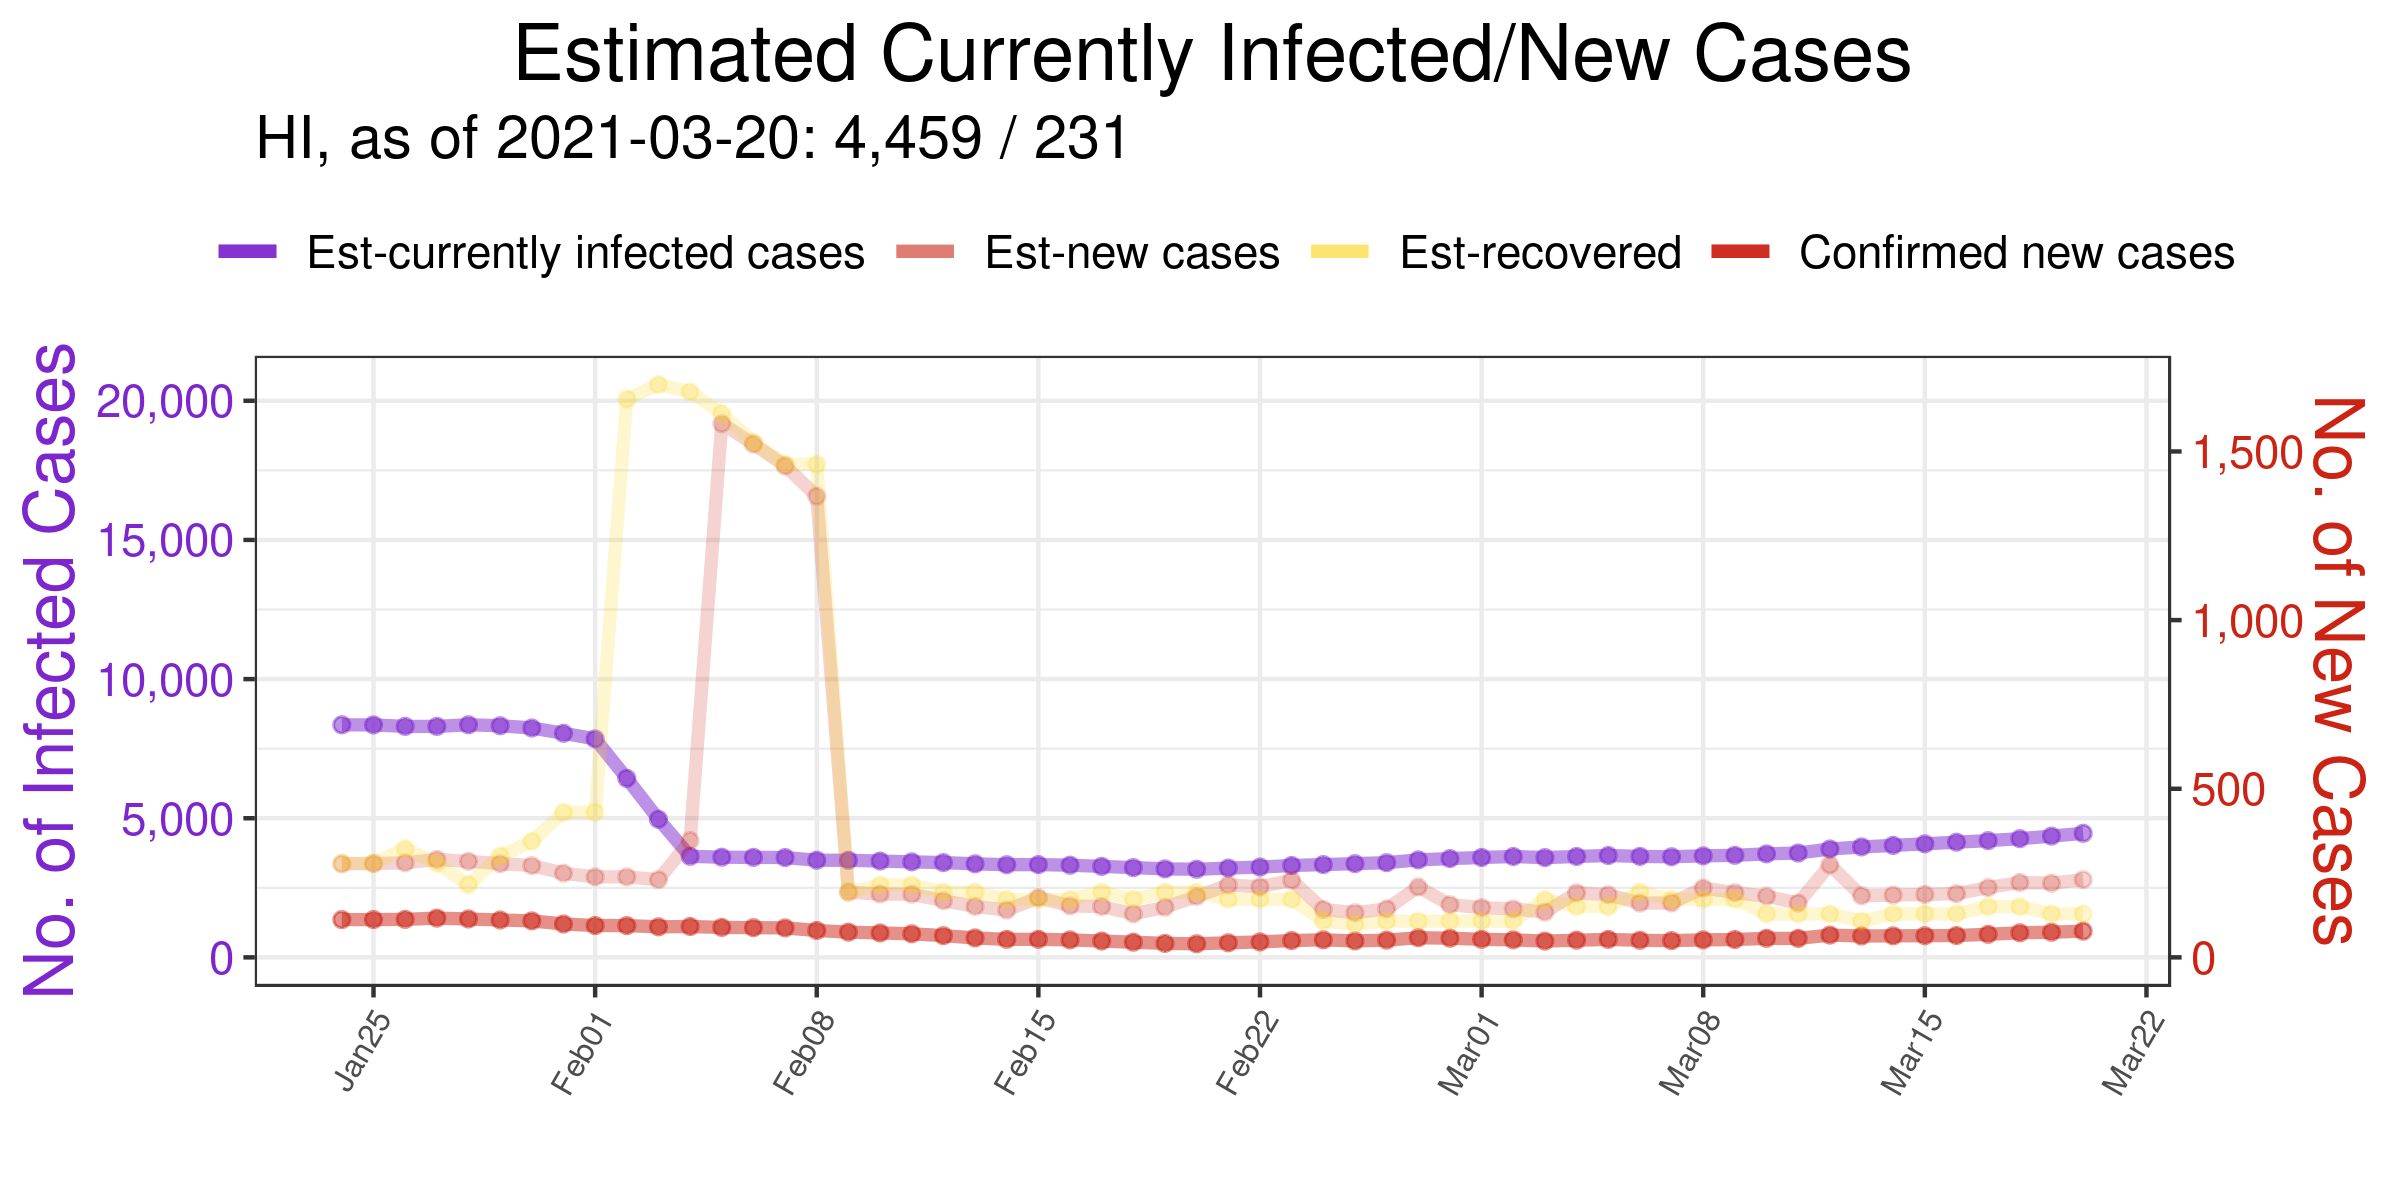 Estimated Currently Infected/New Cases
HI, as of 2021-03-20: 4,459 / 231
Est-currently infected cases
Est-new cases
Est-recovered
Confirmed new cases
No. of Infected Cases
20,000
15,000
10,000
5,000
0
1,500
1,000
500
0
No. of New Cases
Jan25
Feb01
Feb08
Feb15
Feb22
Mar01
Mar08
Mar15
Mar22